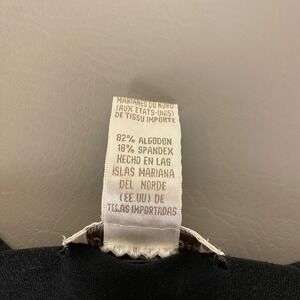 MARIANES DU NORD
(AUX ETATS-UNIS)
DE TISSU IMPORTE
82% ALGODON
18% SPANDEX
HECHO EN LAS
ISLAS MARIANA
DEL NORDE
(EE.UU) DE
TELAS IMPORTADAS